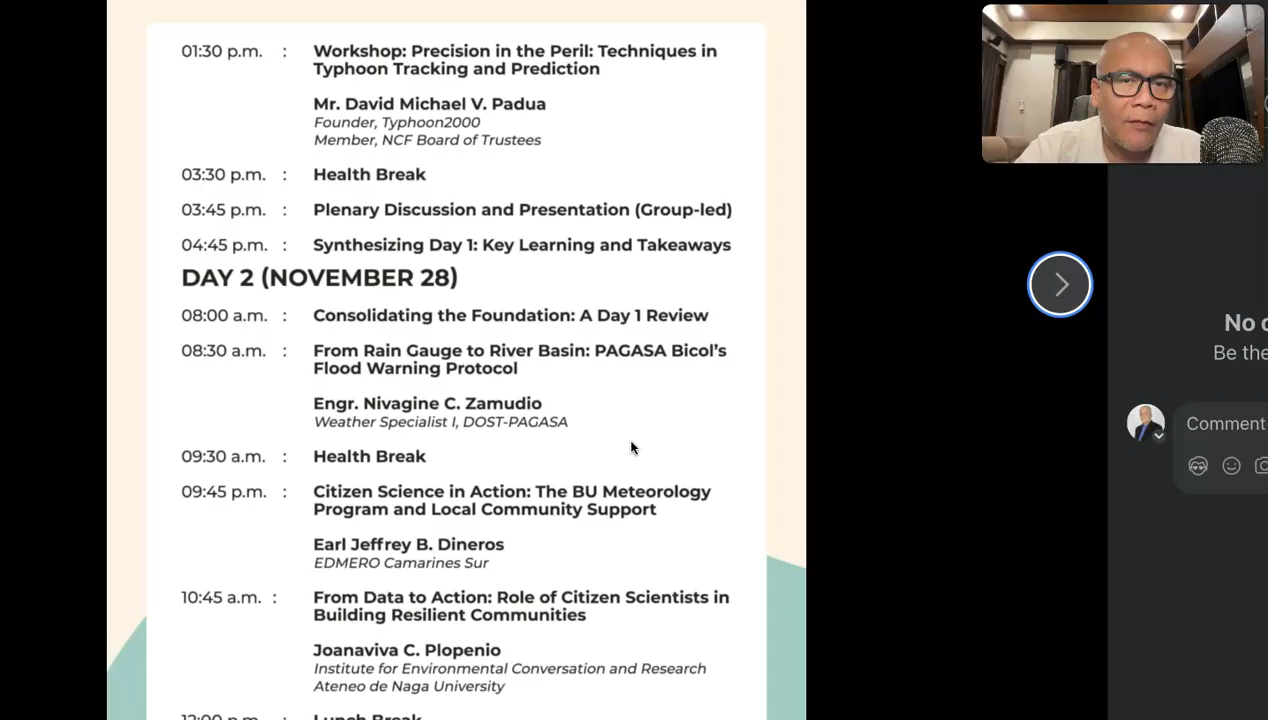 01:30 p.m. : Workshop: Precision in the Peril: Techniques in
Typhoon Tracking and Prediction
Mr. David Michael V. Padua
Founder, Typhoon2000
Member, NCF Board of Trustees
03:30 p.m. : Health Break
03:45 p.m. : Plenary Discussion and Presentation (Group-led)
04:45 p.m. : Synthesizing Day 1: Key Learning and Takeaways
DAY 2 (NOVEMBER 28)
08:00 a.m. : Consolidating the Foundation: A Day 1 Review
08:30 a.m. : From Rain Gauge to River Basin: PAGASA Bicol's
Flood Warning Protocol
Engr. Nivagine C. Zamudio
Weather Specialist I, DOST-PAGASA
09:30 a.m. : Health Break
09:45 p.m. : Citizen Science in Action: The BU Meteorology
Program and Local Community Support
Earl Jeffrey B. Dineros
EDMERO Camarines Sur
10:45 a.m. : From Data to Action: Role of Citizen Scientists in
Building Resilient Communities
Joanaviva C. Plopenio
Institute for Environmental Conversation and Research
Ateneo de Naga University
12:00 p.m. : Lunch Break
No
Be the
Comment